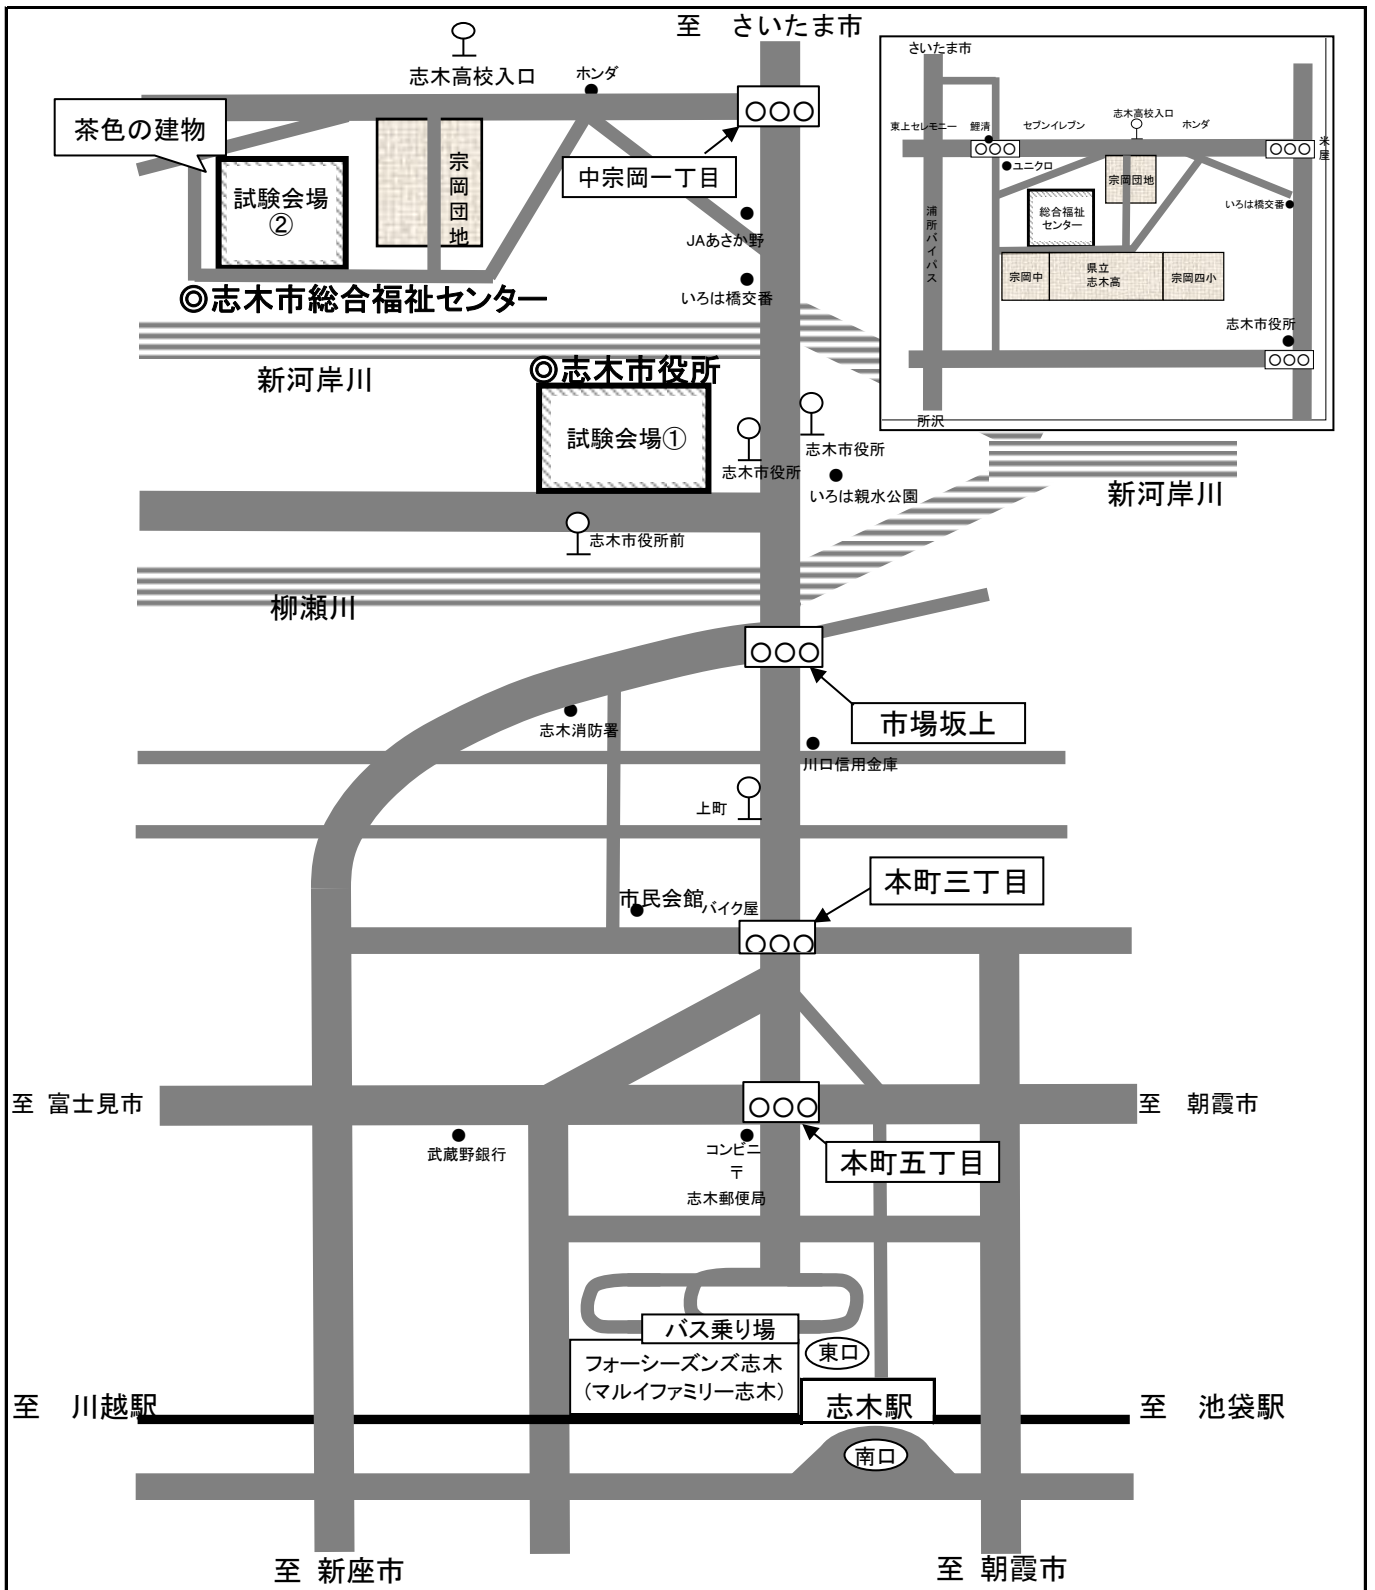 至 さいたま市
志木高校入口
ホンダ
茶色の建物
試験会場
②
宗岡団地
中宗岡一丁目
JAあさか野
いろは橋交番
◎志木市総合福祉センター
新河岸川
◎志木市役所
試験会場①
志木市役所
志木市役所
いろは親水公園
志木市役所前
新河岸川
柳瀬川
さいたま市
東上セレモニー
鯉清
セブンイレブン
志木高校入口
ホンダ
米屋
ユニクロ
宗岡団地
いろは橋交番
総合福祉
センター
浦所バイパス
宗岡中
県立
志木高
宗岡四小
志木市役所
所沢
市場坂上
志木消防署
川口信用金庫
上町
本町三丁目
市民会館
バイク屋
至 富士見市
至 朝霞市
武蔵野銀行
コンビニ
〒
志木郵便局
本町五丁目
バス乗り場
フォーシーズンズ志木
(マルイファミリー志木)
東口
至 川越駅
志木駅
至 池袋駅
南口
至 新座市
至 朝霞市